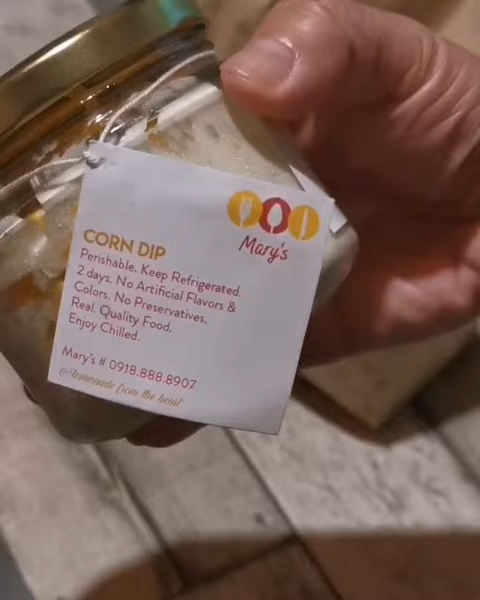 Mary's
CORN DIP
Perishable. Keep Refrigerated.
2 days. No Artificial Flavors &
Colors. No Preservatives.
Real. Quality Food.
Enjoy Chilled.
Mary's # 0918.888.8907
from the heart